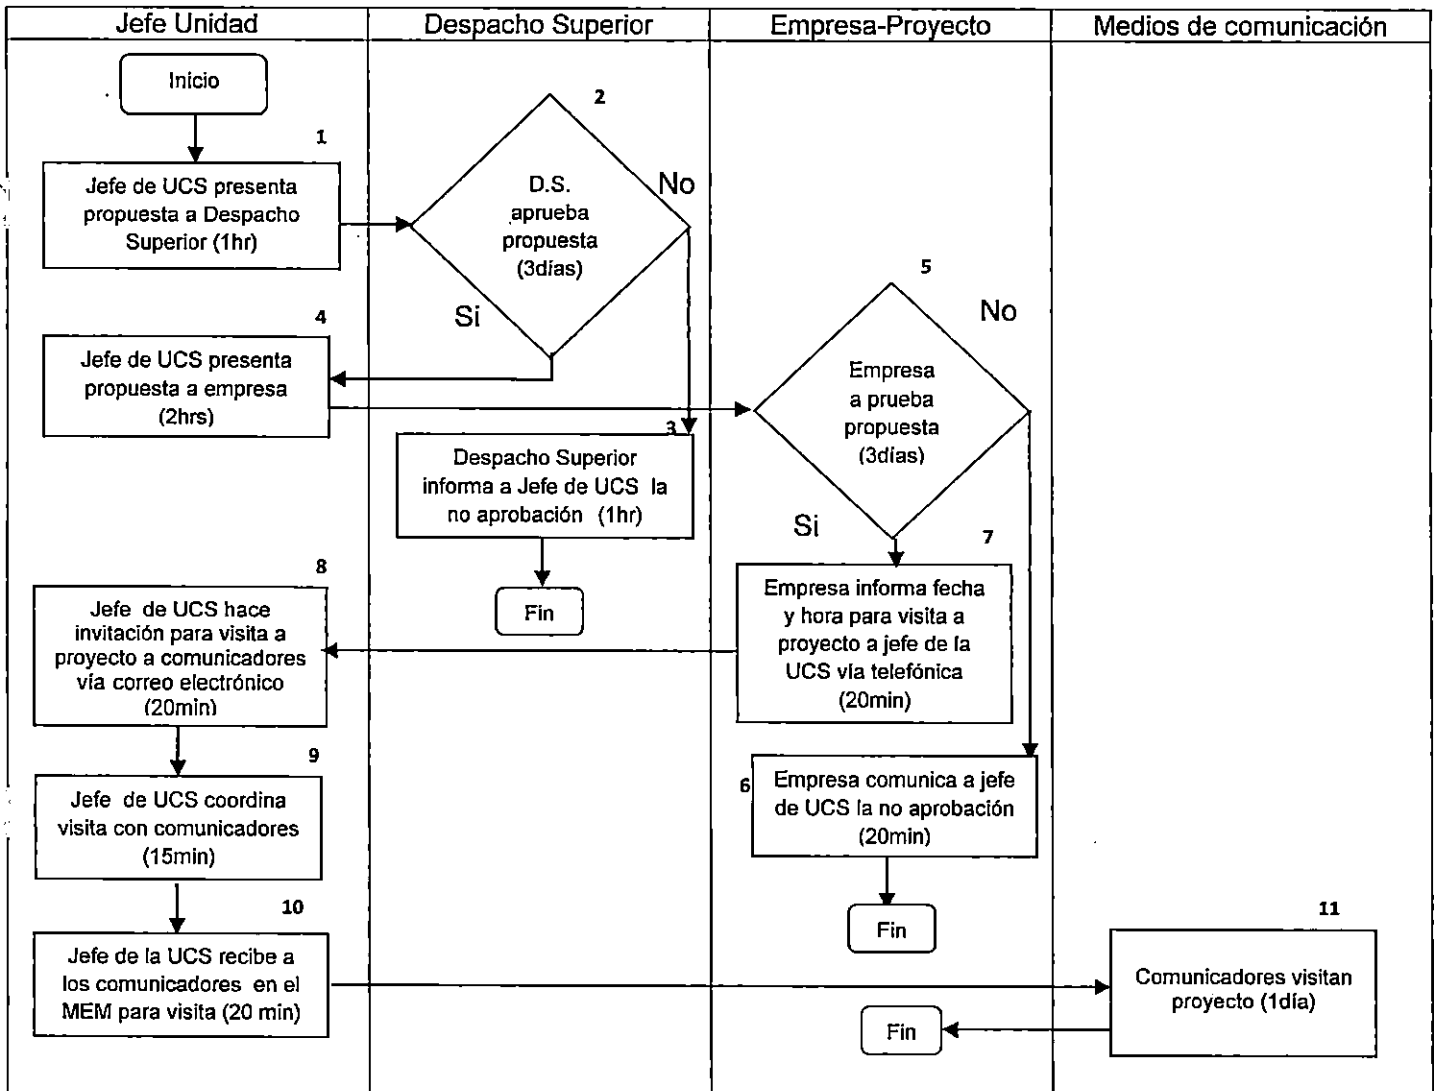 Jefe Unidad
Despacho Superior
Empresa-Proyecto
Medios de comunicación
Inicio
1
Jefe de UCS presenta
propuesta a Despacho
Superior (1hr)
2
D.S.
aprueba
propuesta
(3días)
No
Si
4
Jefe de UCS presenta
propuesta a empresa
(2hrs)
3
Despacho Superior
informa a Jefe de UCS la
no aprobación (1hr)
Fin
5
Empresa
a prueba
propuesta
(3días)
No
Si
7
Empresa informa fecha
y hora para visita a
proyecto a jefe de la
UCS vía telefónica
(20min)
6
Empresa comunica a jefe
de UCS la no aprobación
(20min)
Fin
8
Jefe de UCS hace
invitación para visita a
proyecto a comunicadores
vía correo electrónico
(20min)
9
Jefe de UCS coordina
visita con comunicadores
(15min)
10
Jefe de la UCS recibe a
los comunicadores en el
MEM para visita (20 min)
11
Comunicadores visitan
proyecto (1día)
Fin